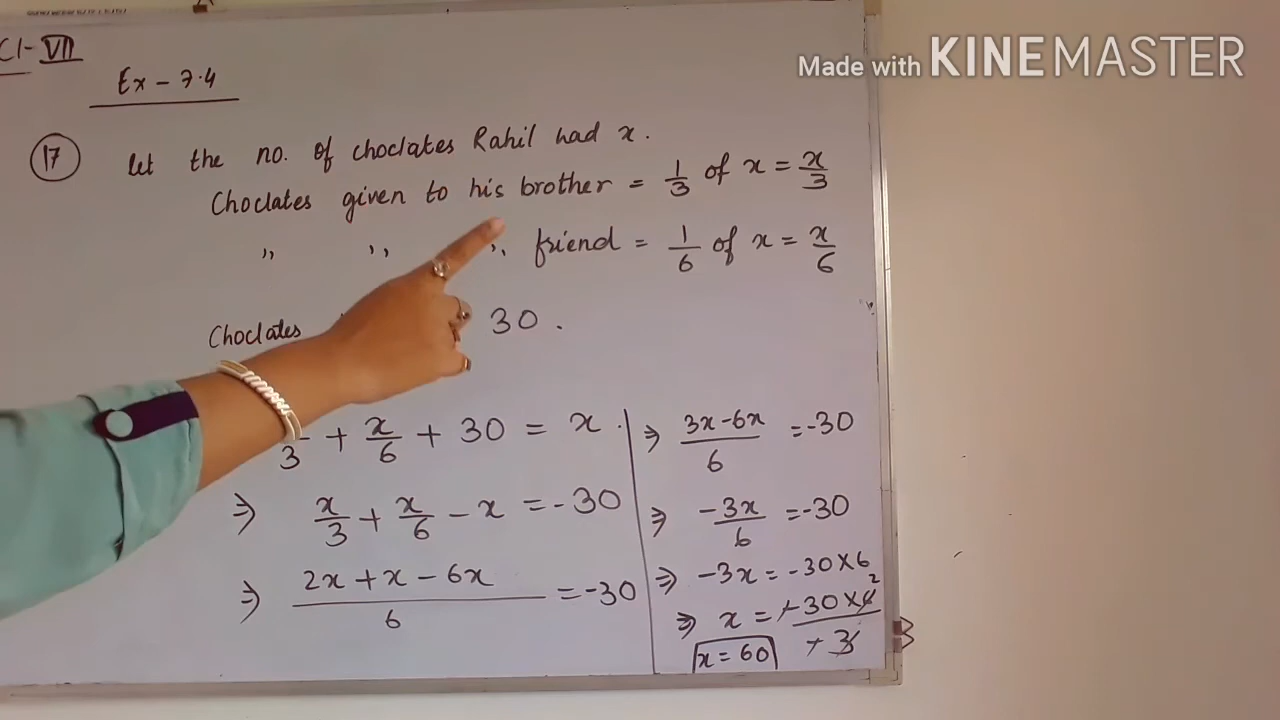 Cl-VII
Made with KINEMASTER
Ex - 7.4
17 let the no. of choclates Rahil had x.
Choclates given to his brother = 1/3 of x = x/3
,, ,, ,, friend = 1/6 of x = x/6
Choclates 30.
3 + x/6 + 30 = x.
⇒ x/3 + x/6 - x = -30
⇒ (2x + x - 6x)/6 = -30
⇒ (3x - 6x)/6 = -30
⇒ -3x/6 = -30
⇒ -3x = -30 × 6
⇒ x = -30 × 6 2 / -3
x = 60